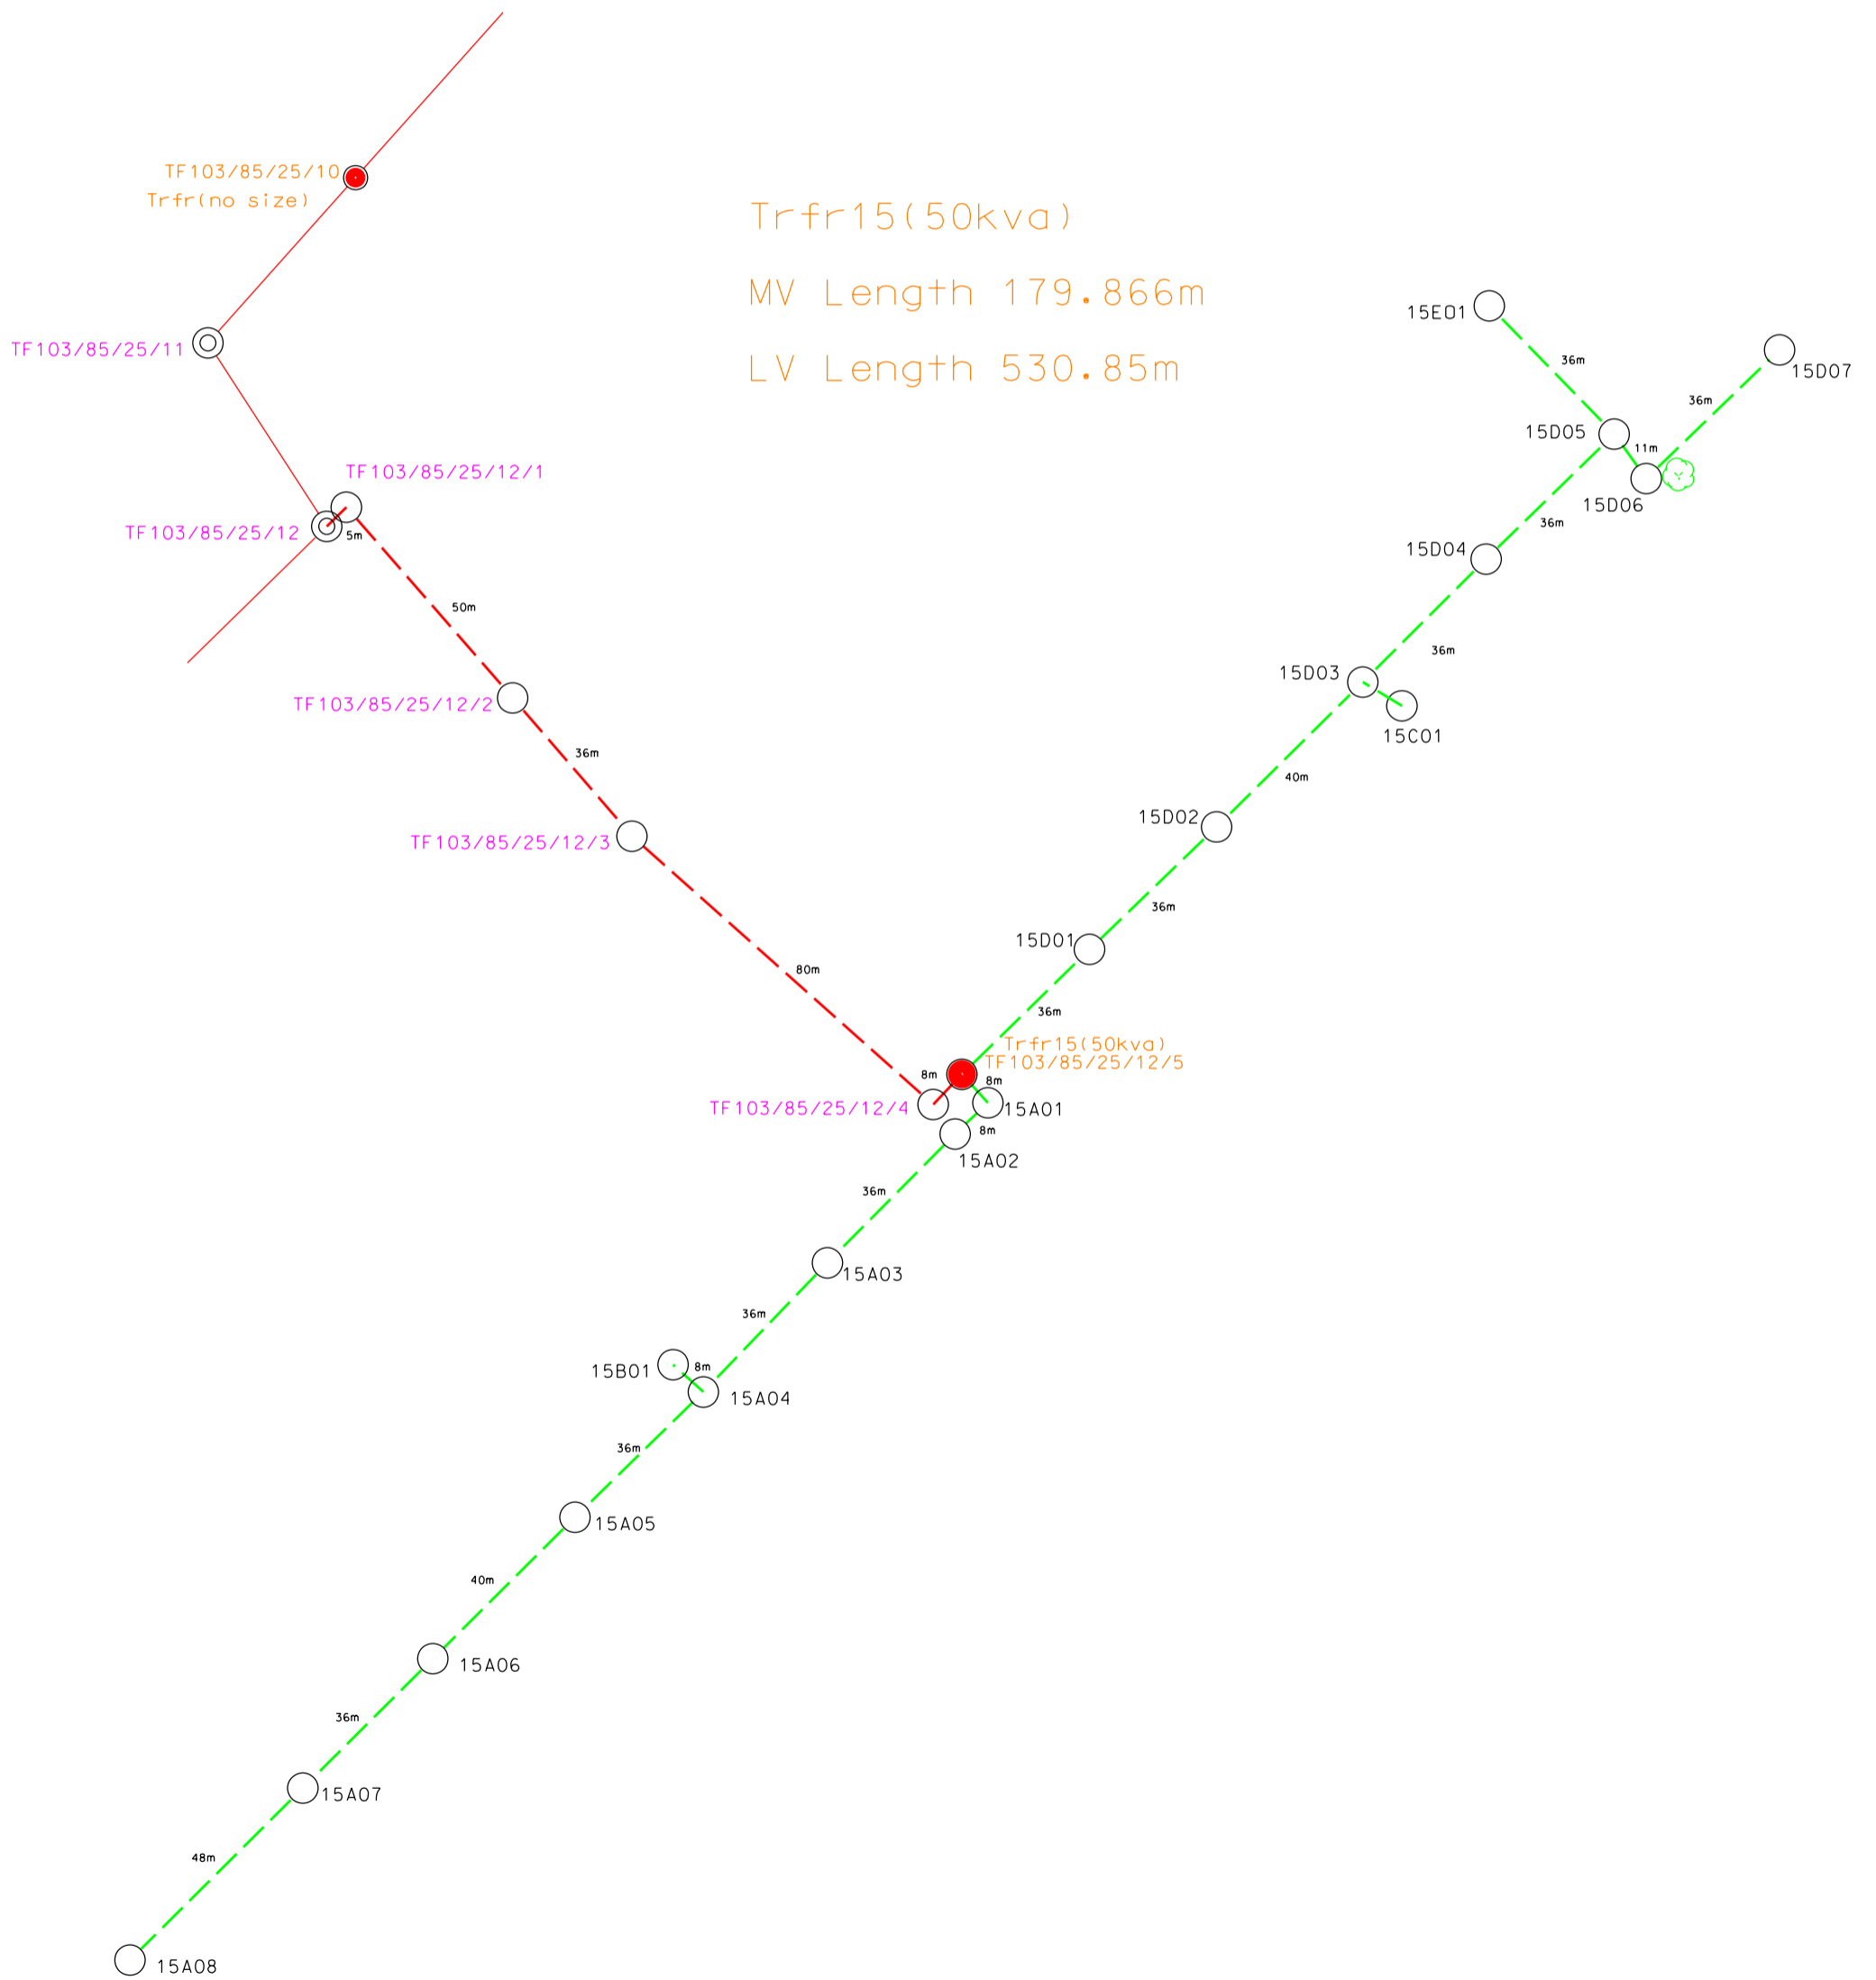 TF103/85/25/10
Trfr(no size)
Trfr15(50kva)
MV Length 179.866m
LV Length 530.85m
15E01
TF103/85/25/11
36m
15D07
36m
15D05
11m
TF103/85/25/12/1
15D06
36m
TF103/85/25/12
5m
15D04
50m
36m
15D03
TF103/85/25/12/2
15C01
36m
40m
15D02
TF103/85/25/12/3
36m
15D01
80m
36m
Trfr15(50kva)
TF103/85/25/12/5
8m
8m
TF103/85/25/12/4
15A01
8m
15A02
36m
15A03
36m
8m
15B01
15A04
36m
15A05
40m
15A06
36m
15A07
48m
15A08